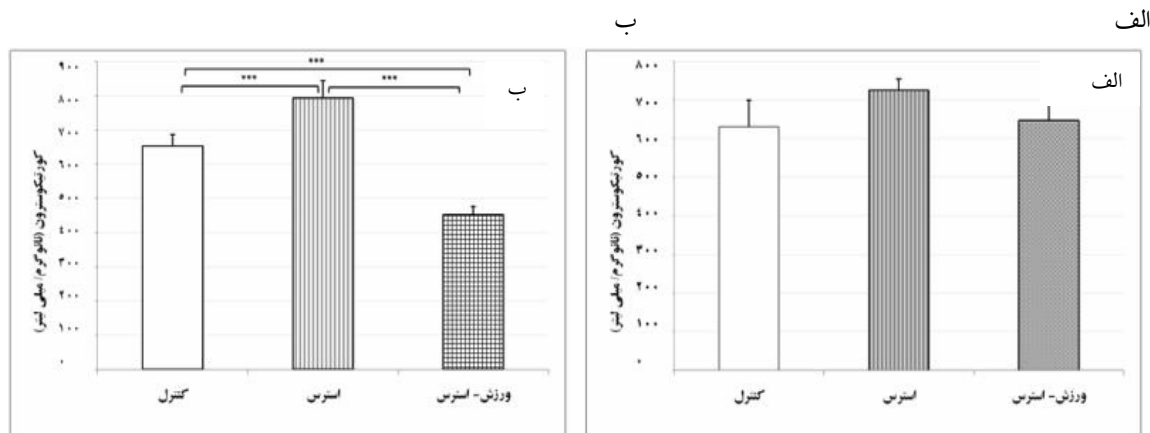 الف
ب
الف
۸۰۰
۷۰۰
۶۰۰
۵۰۰
۴۰۰
۳۰۰
۲۰۰
۱۰۰
۰
کورتیکوسترون (نانوگرم/ میلی لیتر)
کنترل
استرس
ورزش- استرس
ب
***
***
***
۹۰۰
۸۰۰
۷۰۰
۶۰۰
۵۰۰
۴۰۰
۳۰۰
۲۰۰
۱۰۰
۰
کورتیکوسترون (نانوگرم/ میلی لیتر)
کنترل
استرس
ورزش- استرس